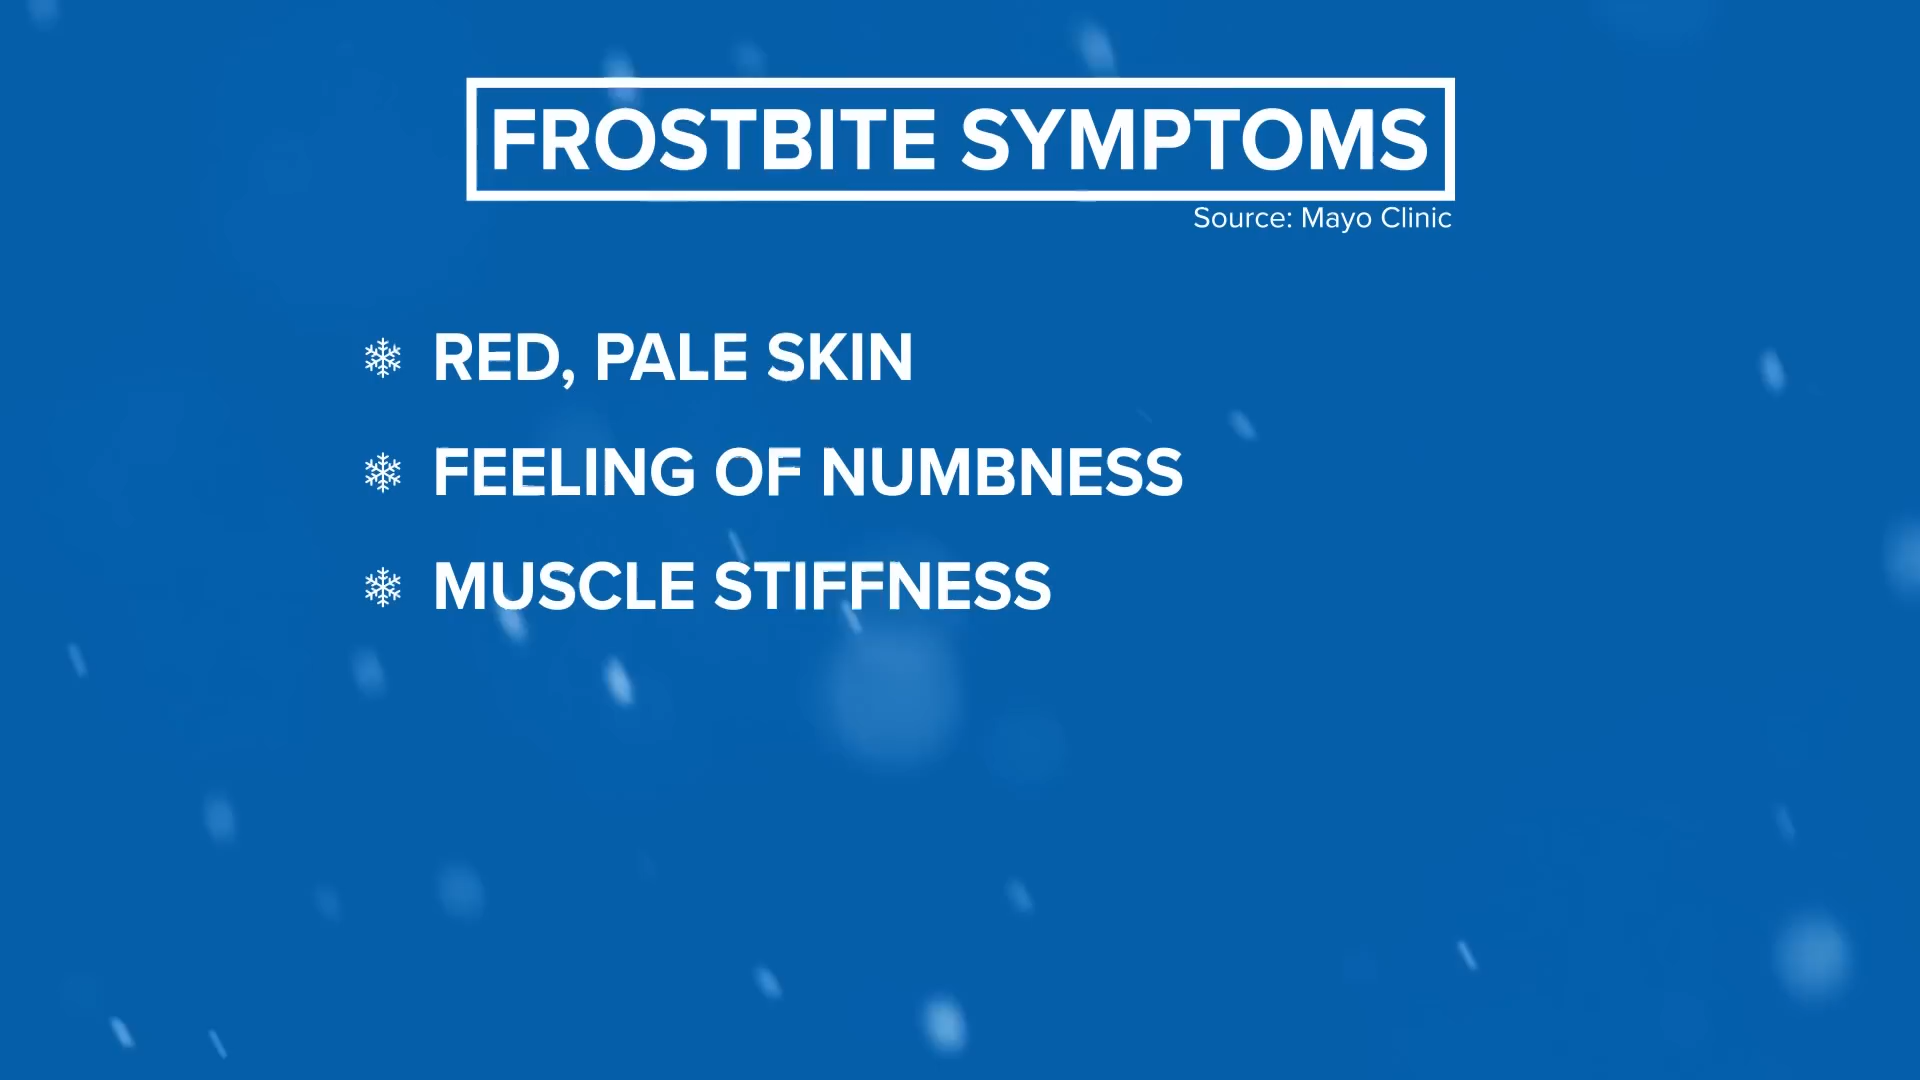 FROSTBITE SYMPTOMS
Source: Mayo Clinic
RED, PALE SKIN
FEELING OF NUMBNESS
MUSCLE STIFFNESS